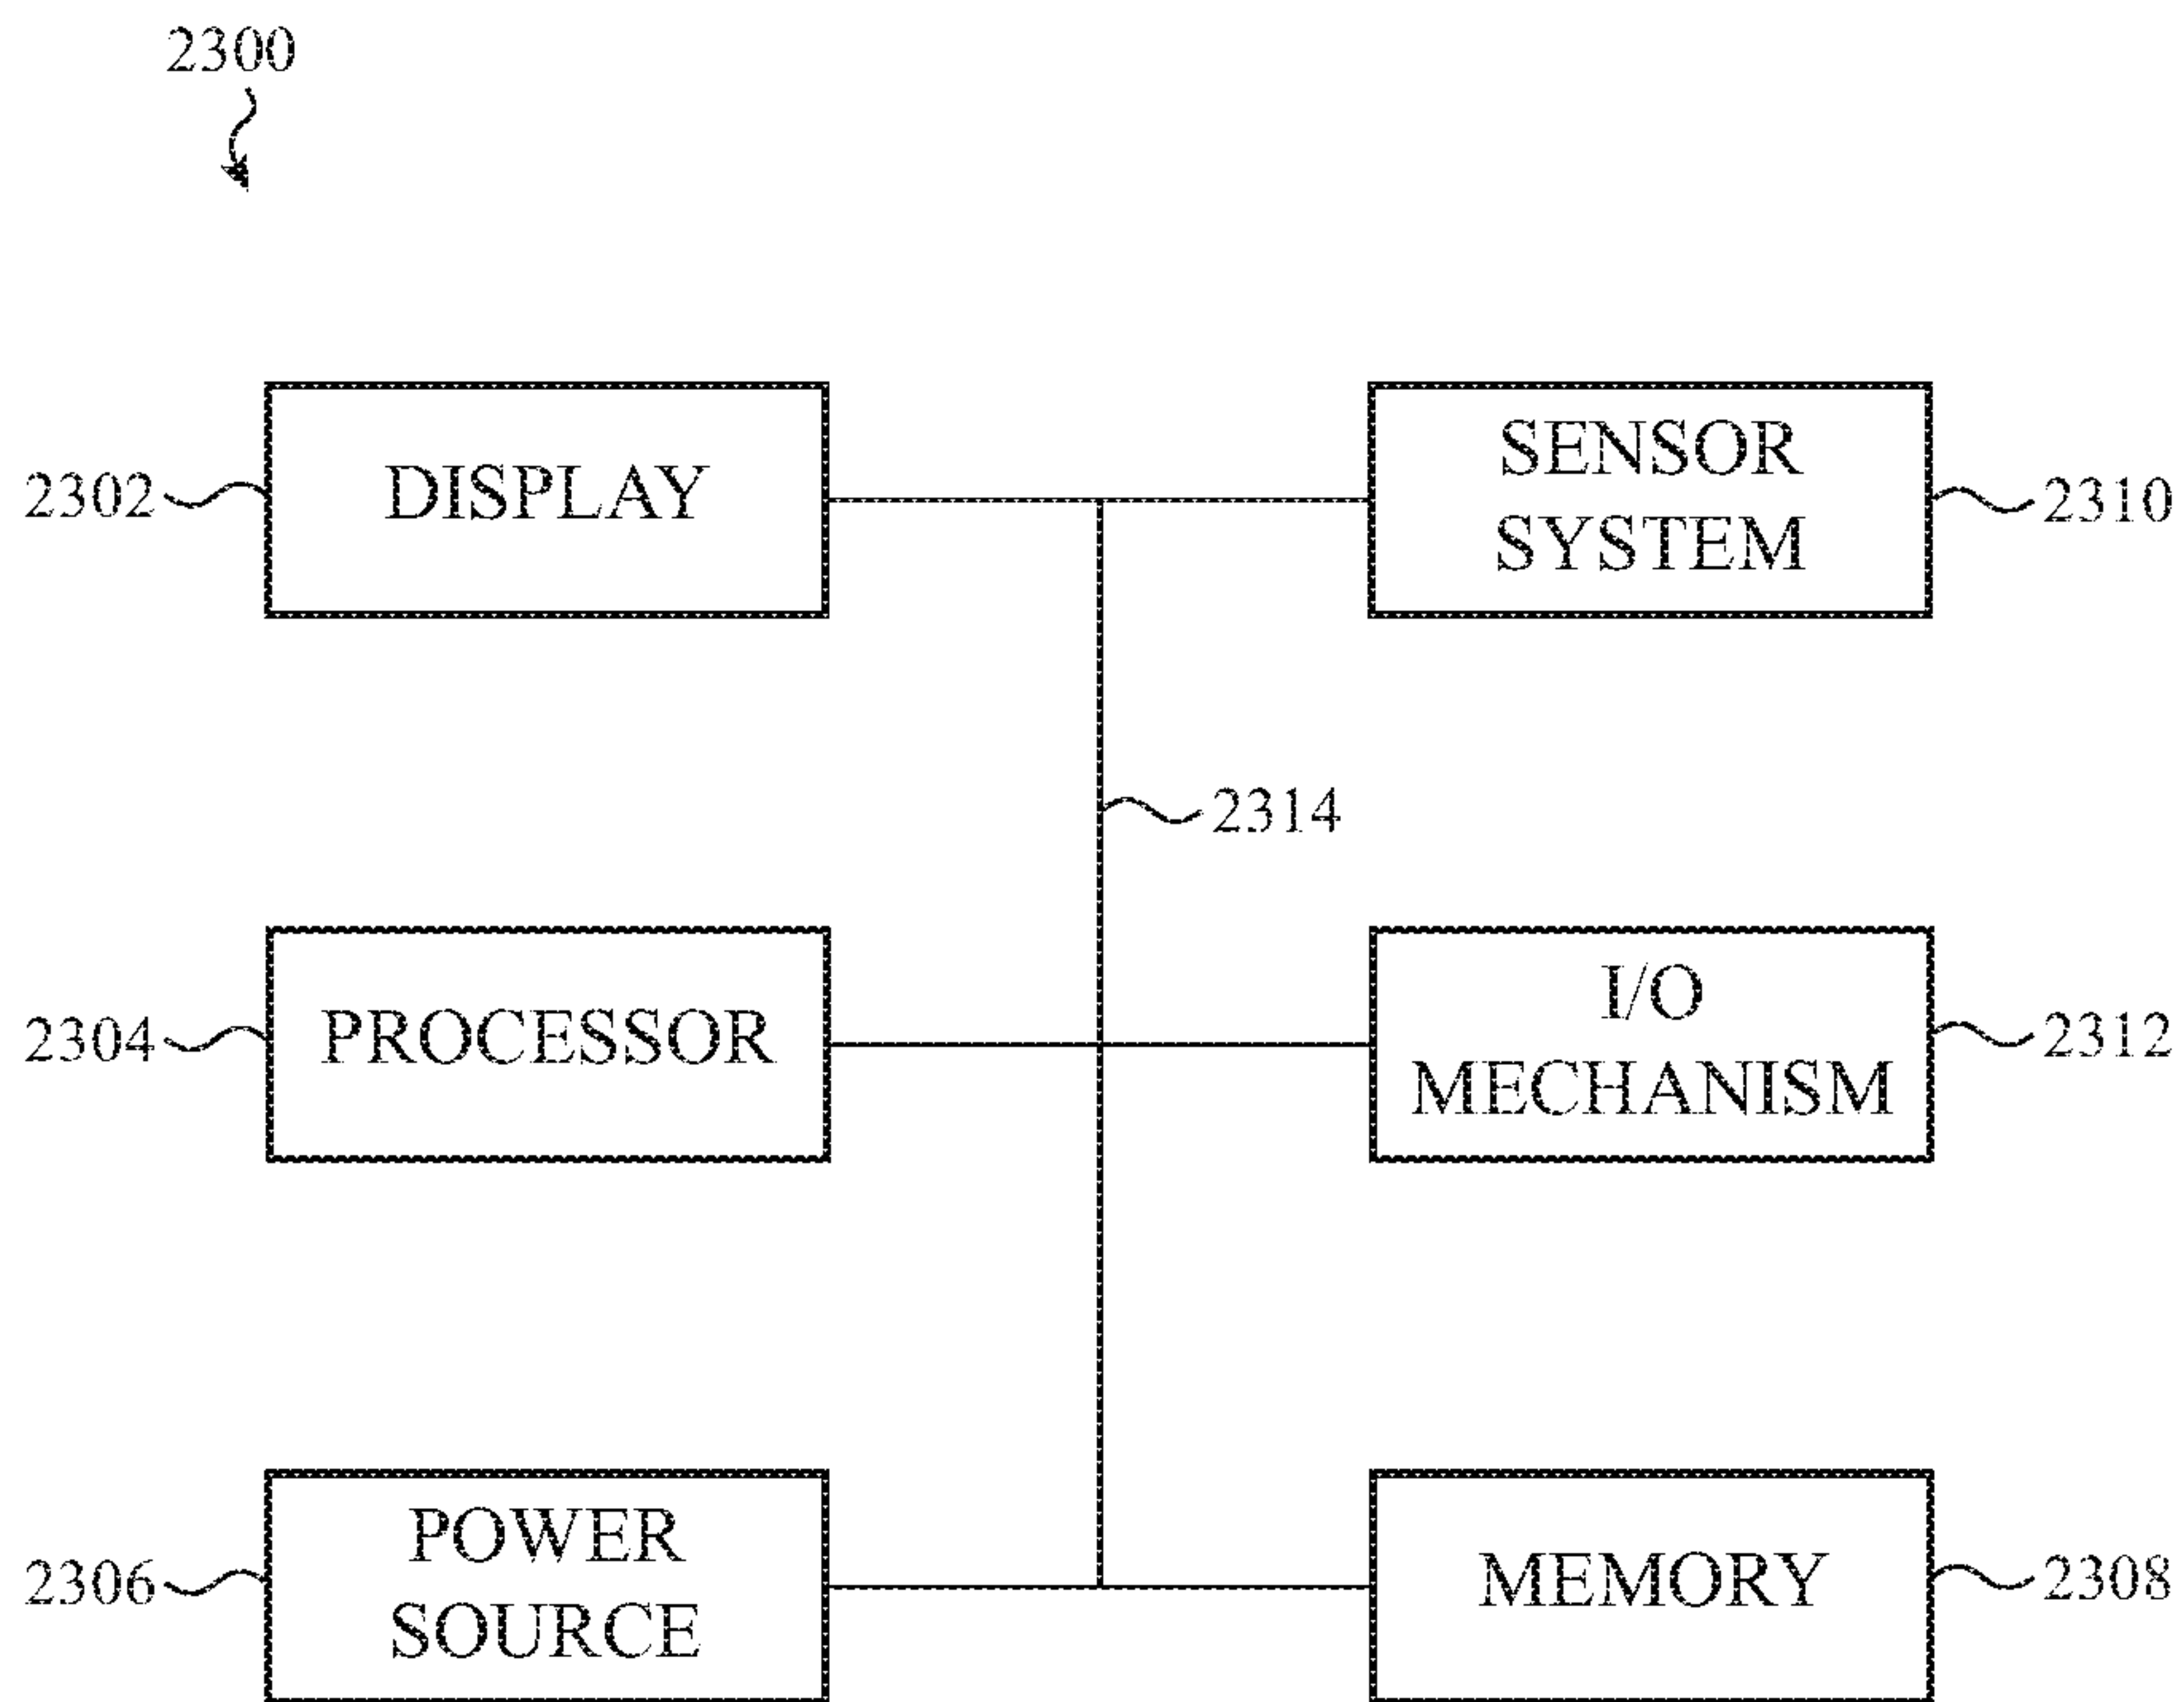 2300
2302
DISPLAY
SENSOR
SYSTEM
2310
2314
2304
PROCESSOR
I/O
MECHANISM
2312
2306
POWER
SOURCE
MEMORY
2308